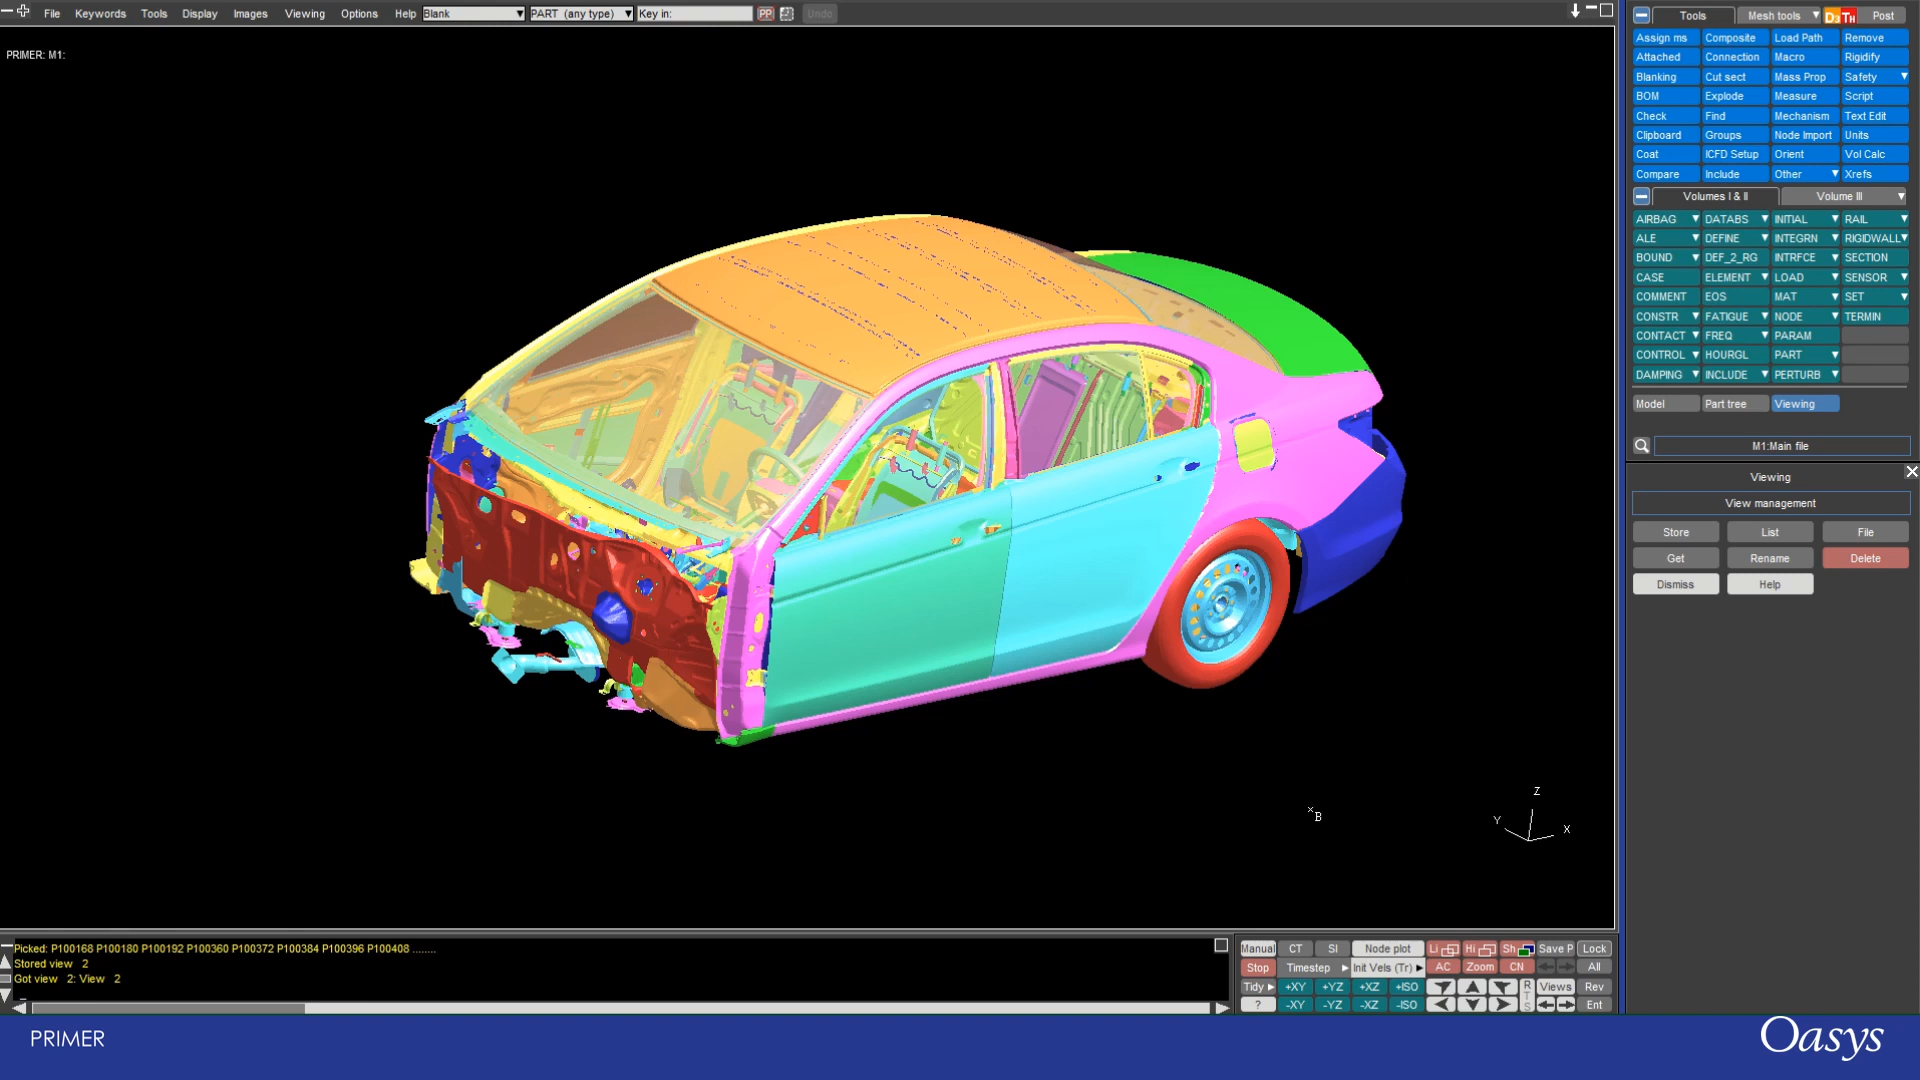 File Keywords Tools Display Images Viewing Options Help Blank PART (any type) Key in: PP Undo
PRIMER: M1:
Tools Mesh tools D3 TH Post
Assign ms Composite Load Path Remove
Attached Connection Macro Rigidify
Blanking Cut sect Mass Prop Safety
BOM Explode Measure Script
Check Find Mechanism Text Edit
Clipboard Groups Node Import Units
Coat ICFD Setup Orient Vol Calc
Compare Include Other Xrefs
Volumes I & II Volume III
AIRBAG DATABS INITIAL RAIL
ALE DEFINE INTEGRN RIGIDWALL
BOUND DEF_2_RG INTRFCE SECTION
CASE ELEMENT LOAD SENSOR
COMMENT EOS MAT SET
CONSTR FATIGUE NODE TERMIN
CONTACT FREQ PARAM
CONTROL HOURGL PART
DAMPING INCLUDE PERTURB
Model Part tree Viewing
M1:Main file
Viewing
View management
Store List File
Get Rename Delete
Dismiss Help
Z
Y X
B
Picked: P100168 P100180 P100192 P100360 P100372 P100384 P100396 P100408 ........
Stored view 2
Got view 2: View 2
Manual CT SI Node plot Li Hi Sh Save P Lock
Stop Timestep Init Vels (Tr) AC Zoom CN All
Tidy +XY +YZ +XZ +ISO R T S Views Rev
? -XY -YZ -XZ -ISO Ent
PRIMER
Oasys